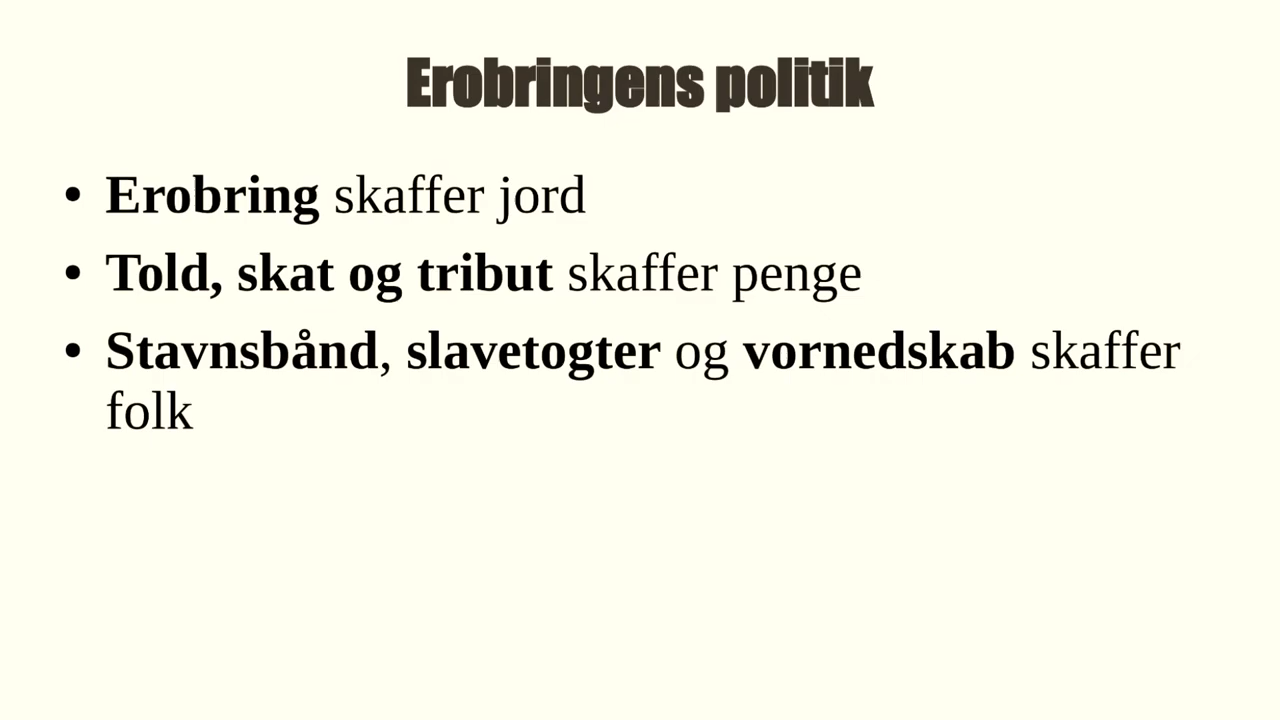 Erobringens politik
• Erobring skaffer jord
• Told, skat og tribut skaffer penge
• Stavnsbånd, slavetogter og vornedskab skaffer
folk